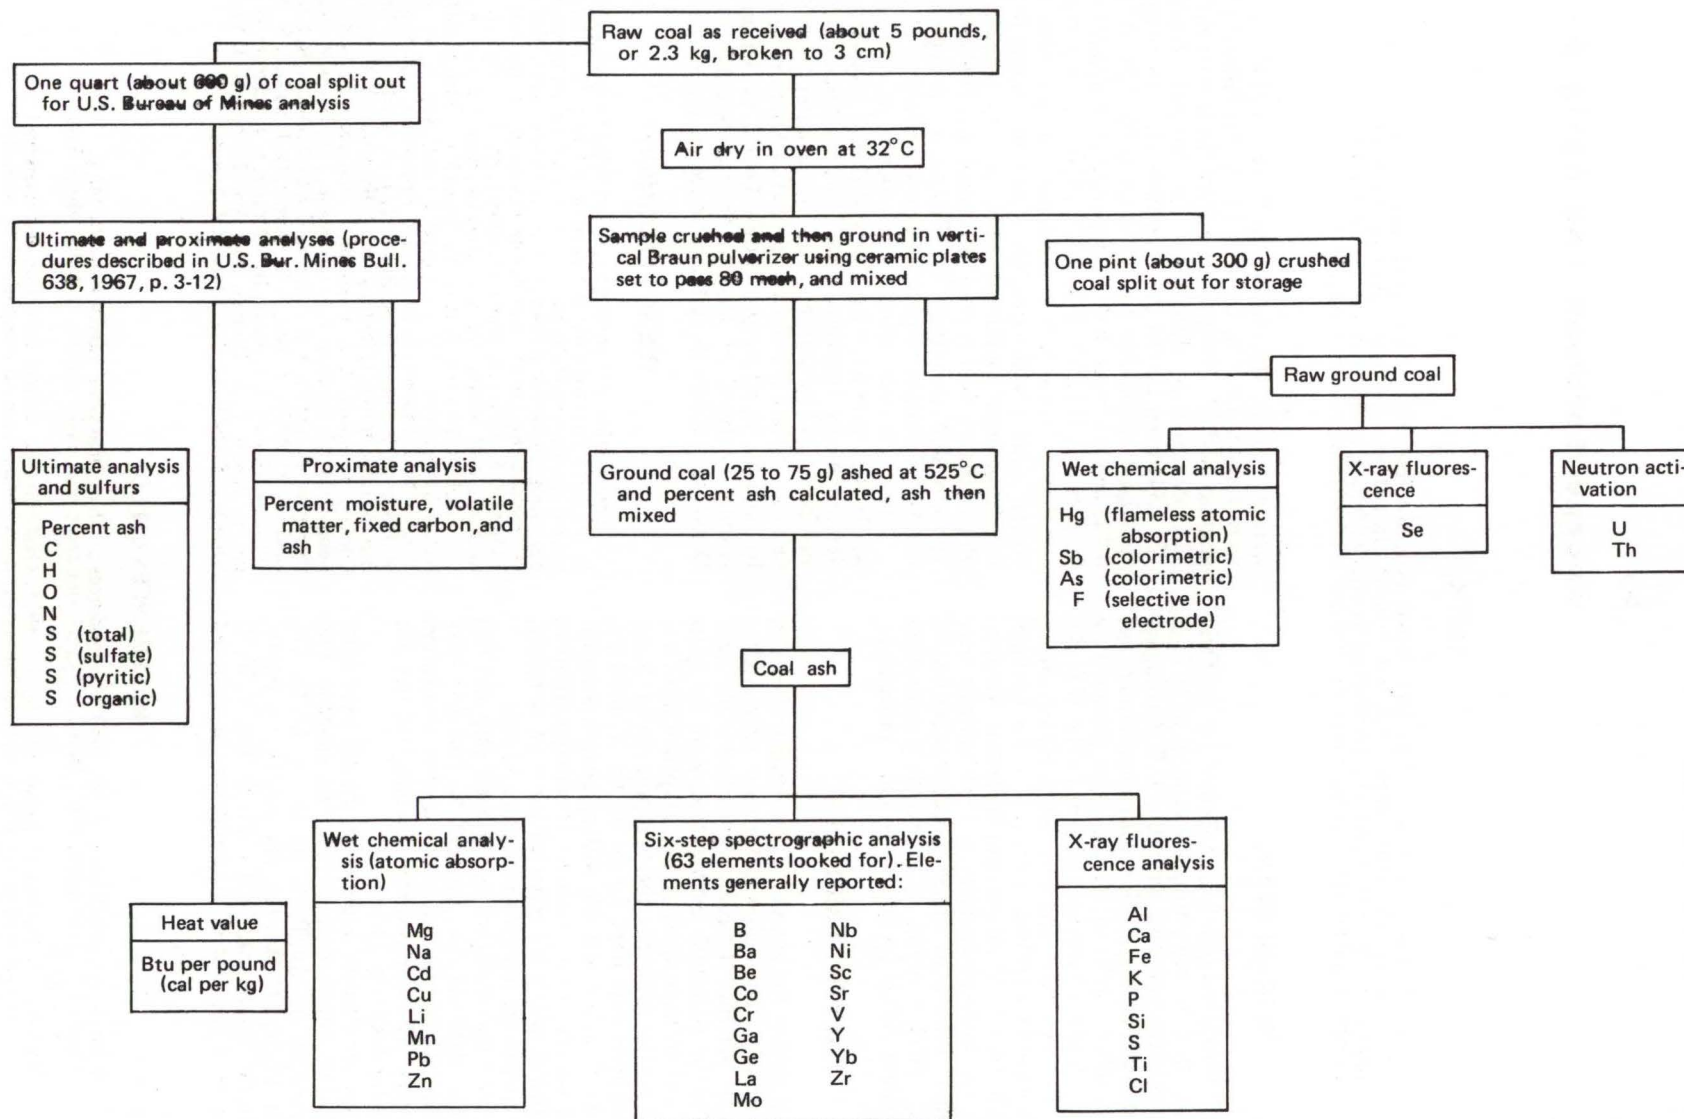 Raw coal as received (about 5 pounds,
or 2.3 kg, broken to 3 cm)
One quart (about 600 g) of coal split out
for U.S. Bureau of Mines analysis
Air dry in oven at 32°C
Ultimate and proximate analyses (proce-
dures described in U.S. Bur. Mines Bull.
638, 1967, p. 3-12)
Sample crushed and then ground in verti-
cal Braun pulverizer using ceramic plates
set to pass 80 mesh, and mixed
One pint (about 300 g) crushed
coal split out for storage
Raw ground coal
Ultimate analysis
and sulfurs
Percent ash
C
H
O
N
S (total)
S (sulfate)
S (pyritic)
S (organic)
Proximate analysis
Percent moisture, volatile
matter, fixed carbon, and
ash
Ground coal (25 to 75 g) ashed at 525°C
and percent ash calculated, ash then
mixed
Wet chemical analysis
Hg (flameless atomic
absorption)
Sb (colorimetric)
As (colorimetric)
F (selective ion
electrode)
X-ray fluores-
cence
Se
Neutron acti-
vation
U
Th
Coal ash
Heat value
Btu per pound
(cal per kg)
Wet chemical analy-
sis (atomic absorp-
tion)
Mg
Na
Cd
Cu
Li
Mn
Pb
Zn
Six-step spectrographic analysis
(63 elements looked for). Ele-
ments generally reported:
B Nb
Ba Ni
Be Sc
Co Sr
Cr V
Ga Y
Ge Yb
La Zr
Mo
X-ray fluores-
cence analysis
Al
Ca
Fe
K
P
Si
S
Ti
Cl